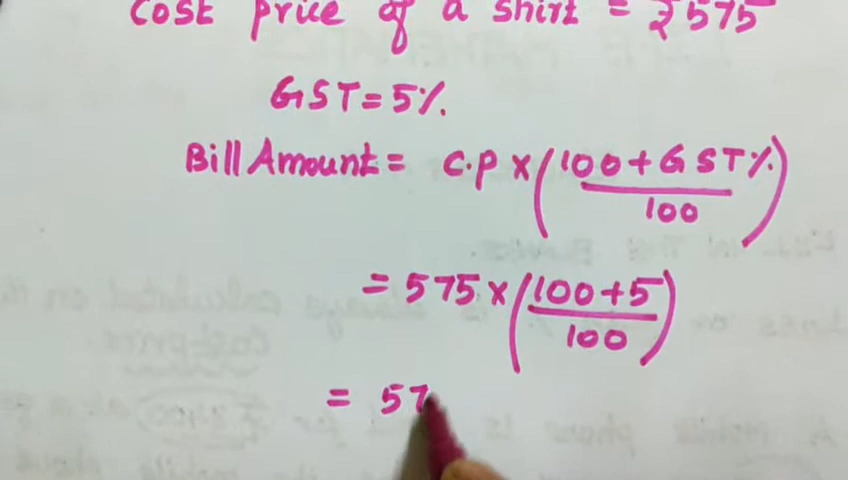 Cost price of a shirt = ₹575
GST = 5%.
Bill Amount = C.P × (100 + GST% / 100)
= 575 × (100 + 5 / 100)
= 57